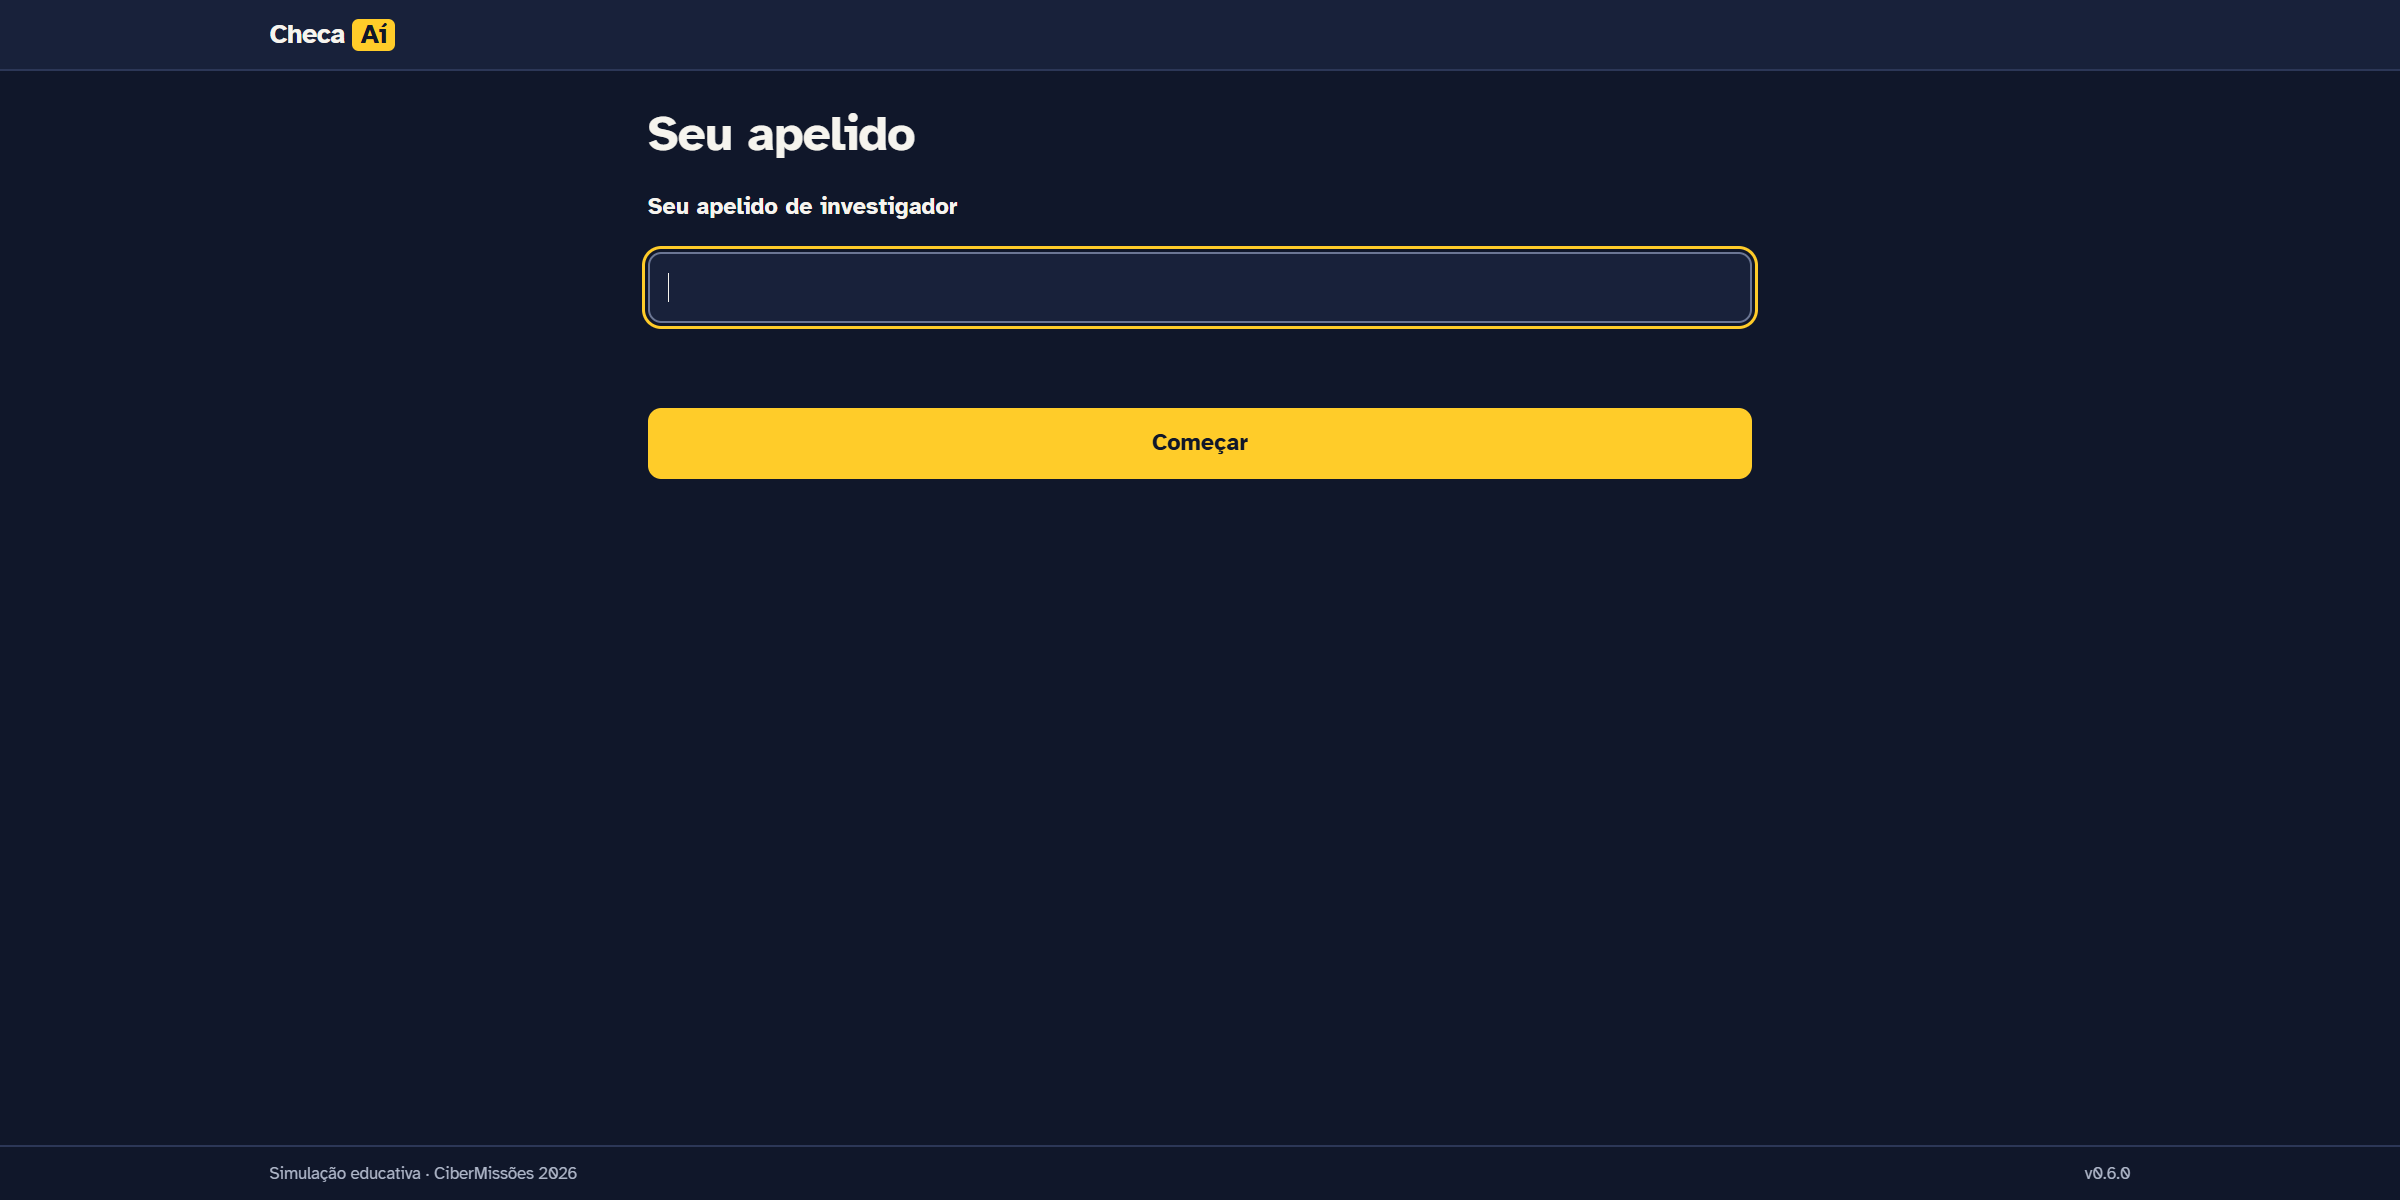 Checa Aí
Seu apelido
Seu apelido de investigador
Começar
Simulação educativa · CiberMissões 2026
v0.6.0